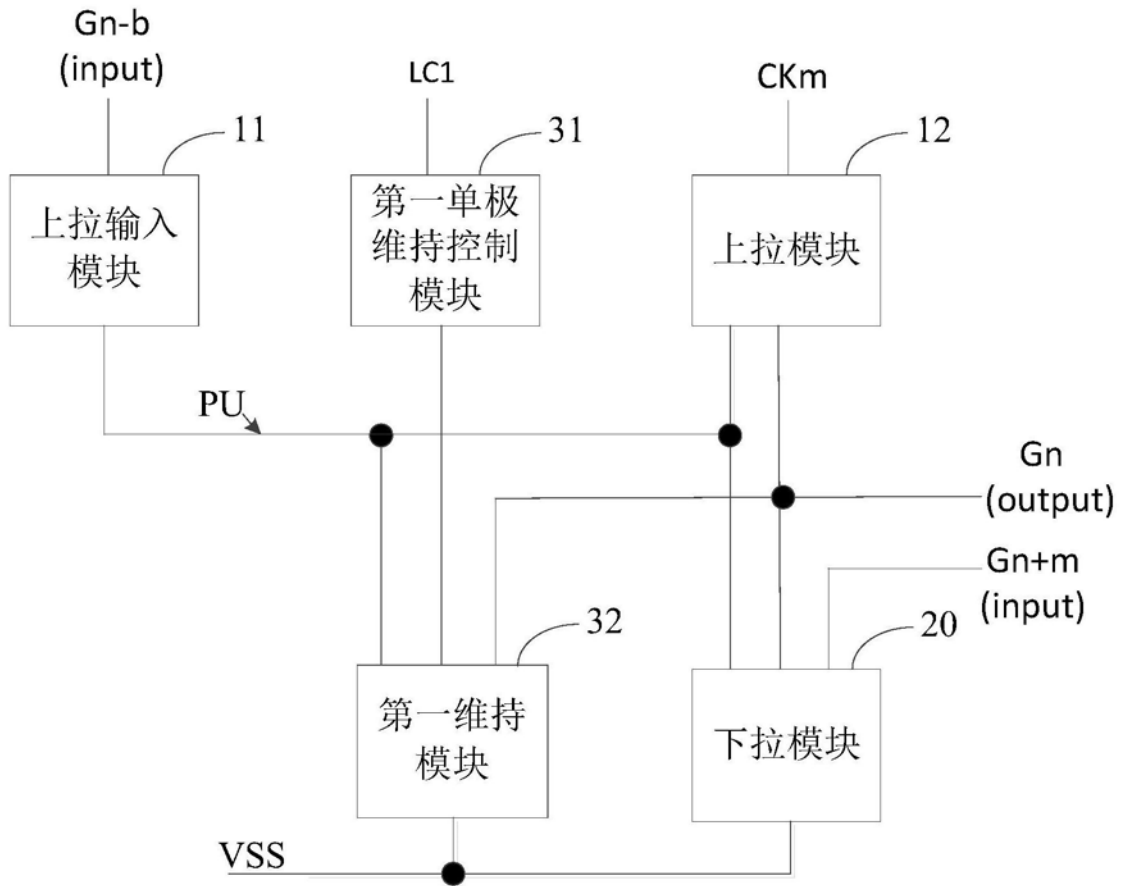 Gn-b
(input)
LC1
CKm
11
31
12
上拉输入
模块
第一单极
维持控制
模块
上拉模块
PU
Gn
(output)
Gn+m
(input)
32
20
第一维持
模块
下拉模块
VSS